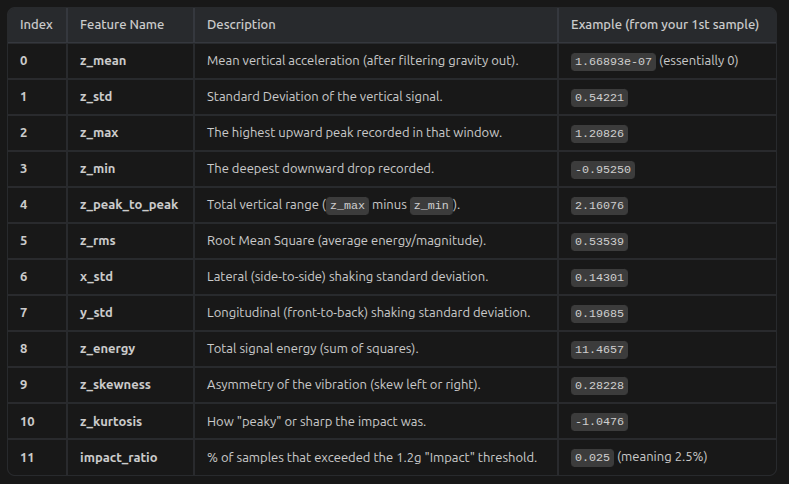 Index Feature Name Description Example (from your 1st sample)
0 z_mean Mean vertical acceleration (after filtering gravity out). 1.66893e-07 (essentially 0)
1 z_std Standard Deviation of the vertical signal. 0.54221
2 z_max The highest upward peak recorded in that window. 1.20826
3 z_min The deepest downward drop recorded. -0.95250
4 z_peak_to_peak Total vertical range (z_max minus z_min). 2.16076
5 z_rms Root Mean Square (average energy/magnitude). 0.53539
6 x_std Lateral (side-to-side) shaking standard deviation. 0.14301
7 y_std Longitudinal (front-to-back) shaking standard deviation. 0.19685
8 z_energy Total signal energy (sum of squares). 11.4657
9 z_skewness Asymmetry of the vibration (skew left or right). 0.28228
10 z_kurtosis How "peaky" or sharp the impact was. -1.0476
11 impact_ratio % of samples that exceeded the 1.2g "Impact" threshold. 0.025 (meaning 2.5%)